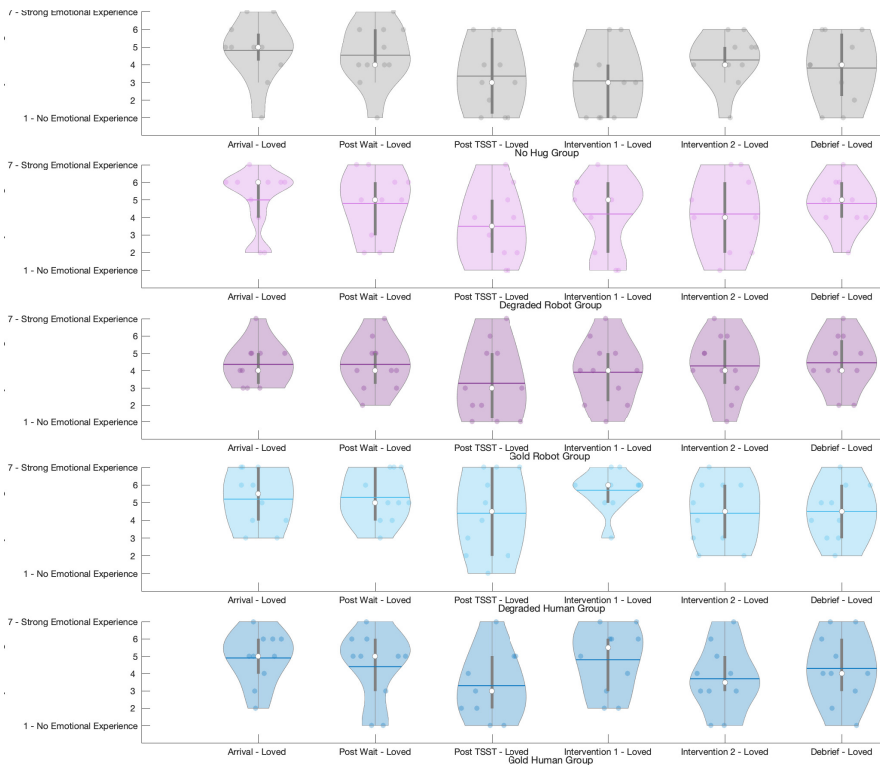 7 - Strong Emotional Experience
6
5
4
3
2
1 - No Emotional Experience
Arrival - Loved Post Wait - Loved Post TSST - Loved Intervention 1 - Loved Intervention 2 - Loved Debrief - Loved
No Hug Group
7 - Strong Emotional Experience
6
5
4
3
2
1 - No Emotional Experience
Arrival - Loved Post Wait - Loved Post TSST - Loved Intervention 1 - Loved Intervention 2 - Loved Debrief - Loved
Degraded Robot Group
7 - Strong Emotional Experience
6
5
4
3
2
1 - No Emotional Experience
Arrival - Loved Post Wait - Loved Post TSST - Loved Intervention 1 - Loved Intervention 2 - Loved Debrief - Loved
Gold Robot Group
7 - Strong Emotional Experience
6
5
4
3
2
1 - No Emotional Experience
Arrival - Loved Post Wait - Loved Post TSST - Loved Intervention 1 - Loved Intervention 2 - Loved Debrief - Loved
Degraded Human Group
7 - Strong Emotional Experience
6
5
4
3
2
1 - No Emotional Experience
Arrival - Loved Post Wait - Loved Post TSST - Loved Intervention 1 - Loved Intervention 2 - Loved Debrief - Loved
Gold Human Group